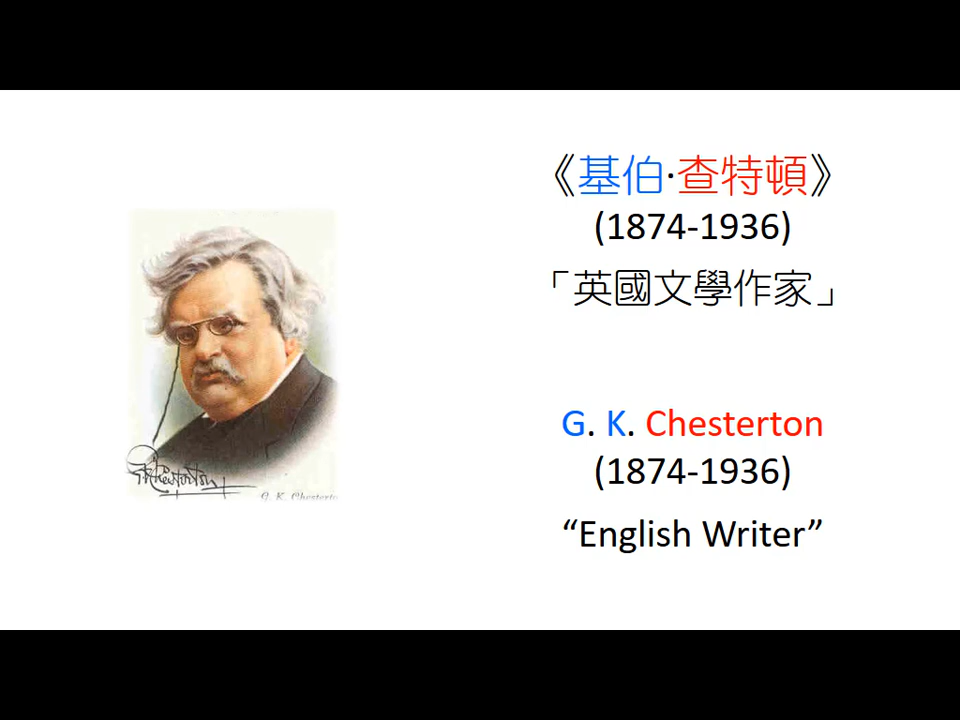 《基伯·查特頓》
(1874-1936)
「英國文學作家」
G. K. Chesterton
(1874-1936)
“English Writer”
G. K. Chesterton